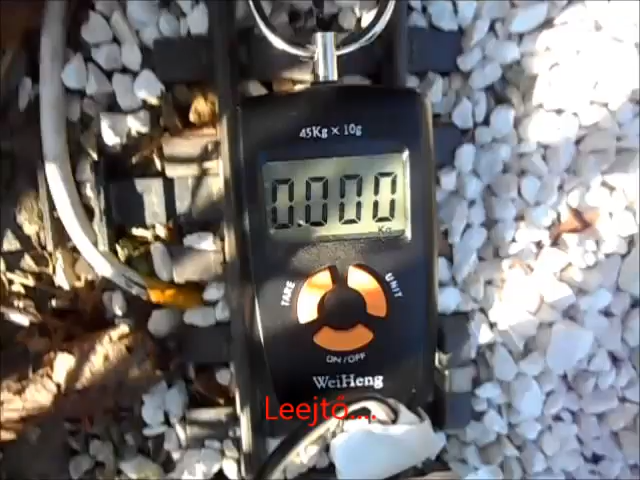 45Kg × 10g
0.000
Kg
TARE
UNIT
ON/OFF
WeiHeng
Leejtő....